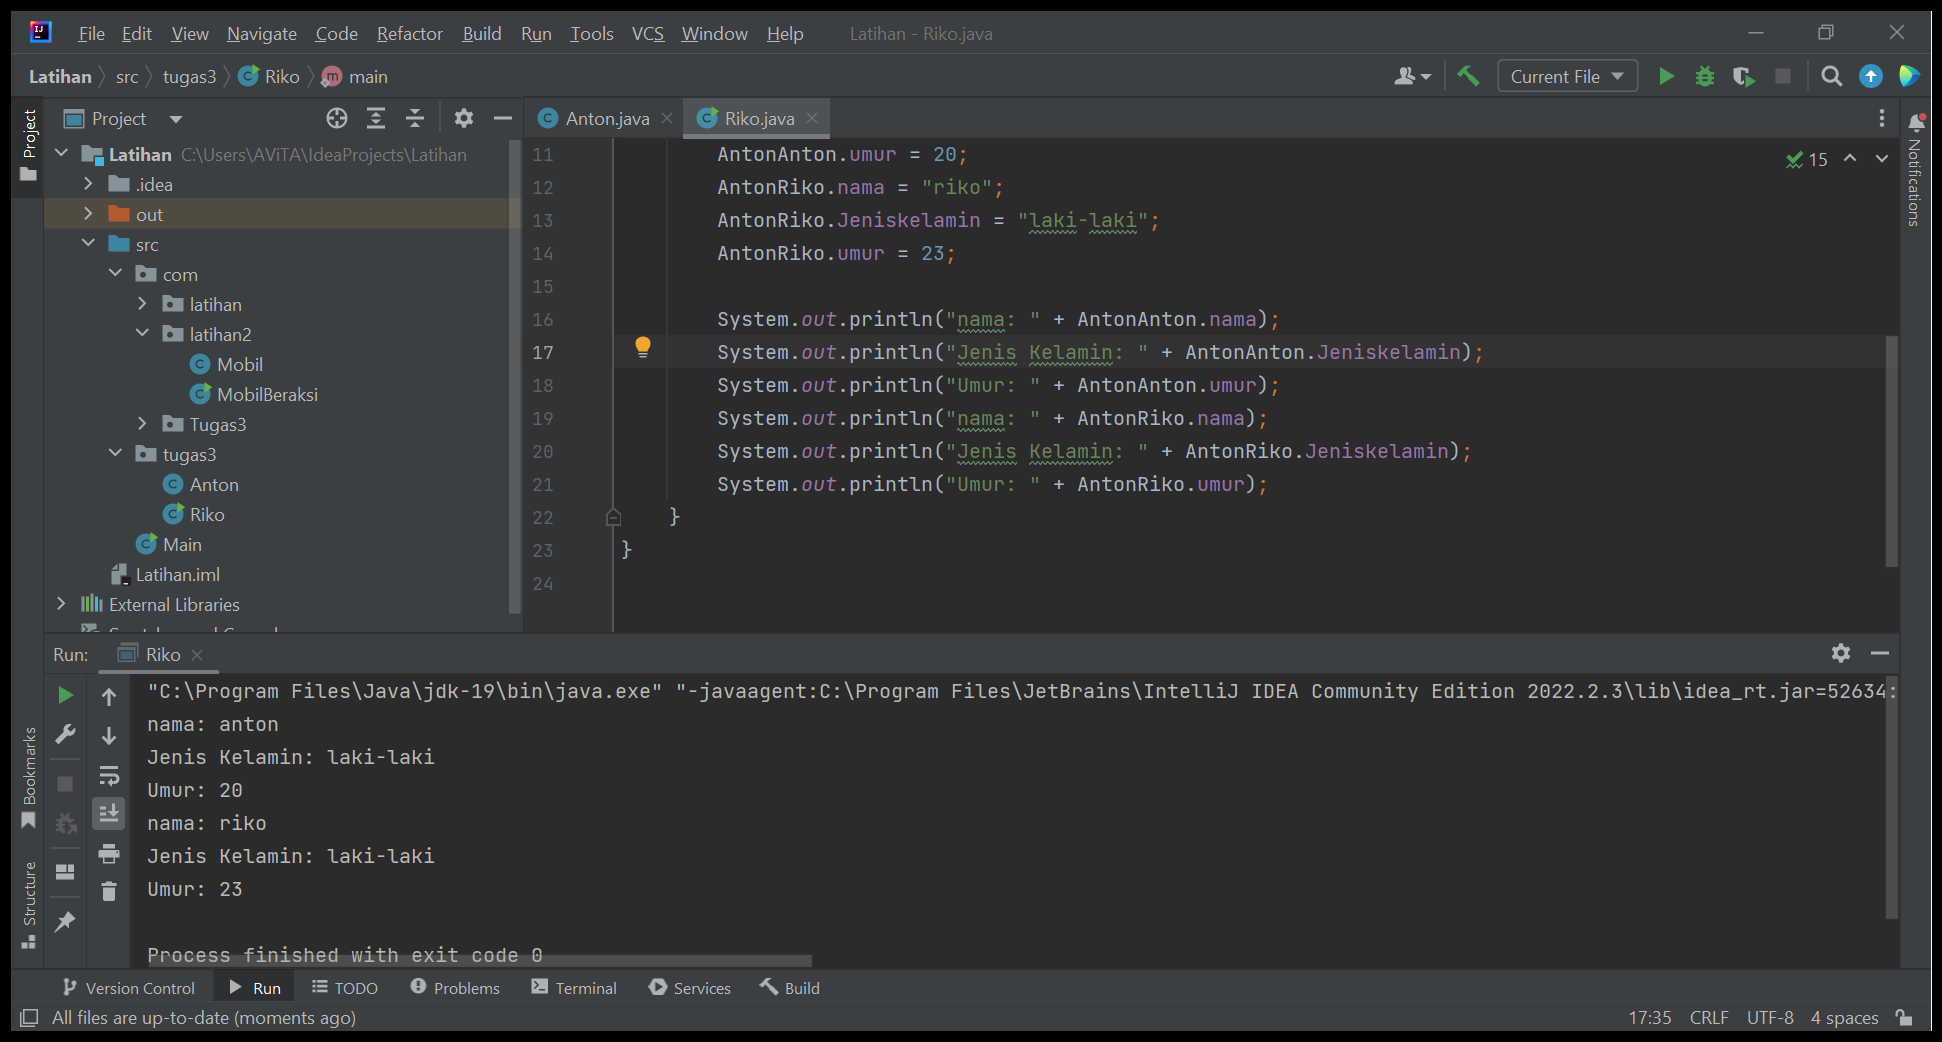 File Edit View Navigate Code Refactor Build Run Tools VCS Window Help Latihan - Riko.java
Latihan src tugas3 Riko main Current File
Project
Project
Anton.java Riko.java
Latihan C:\Users\AViTA\IdeaProjects\Latihan
.idea
out
src
com
latihan
latihan2
Mobil
MobilBeraksi
Tugas3
tugas3
Anton
Riko
Main
Latihan.iml
External Libraries
11 AntonAnton.umur = 20;
12 AntonRiko.nama = "riko";
13 AntonRiko.Jeniskelamin = "laki-laki";
14 AntonRiko.umur = 23;
15
16 System.out.println("nama: " + AntonAnton.nama);
17 System.out.println("Jenis Kelamin: " + AntonAnton.Jeniskelamin);
18 System.out.println("Umur: " + AntonAnton.umur);
19 System.out.println("nama: " + AntonRiko.nama);
20 System.out.println("Jenis Kelamin: " + AntonRiko.Jeniskelamin);
21 System.out.println("Umur: " + AntonRiko.umur);
22 }
23 }
24
15
Notifications
Run: Riko
"C:\Program Files\Java\jdk-19\bin\java.exe" "-javaagent:C:\Program Files\JetBrains\IntelliJ IDEA Community Edition 2022.2.3\lib\idea_rt.jar=52634:
nama: anton
Jenis Kelamin: laki-laki
Umur: 20
nama: riko
Jenis Kelamin: laki-laki
Umur: 23
Process finished with exit code 0
Bookmarks
Structure
Version Control Run TODO Problems Terminal Services Build
All files are up-to-date (moments ago) 17:35 CRLF UTF-8 4 spaces